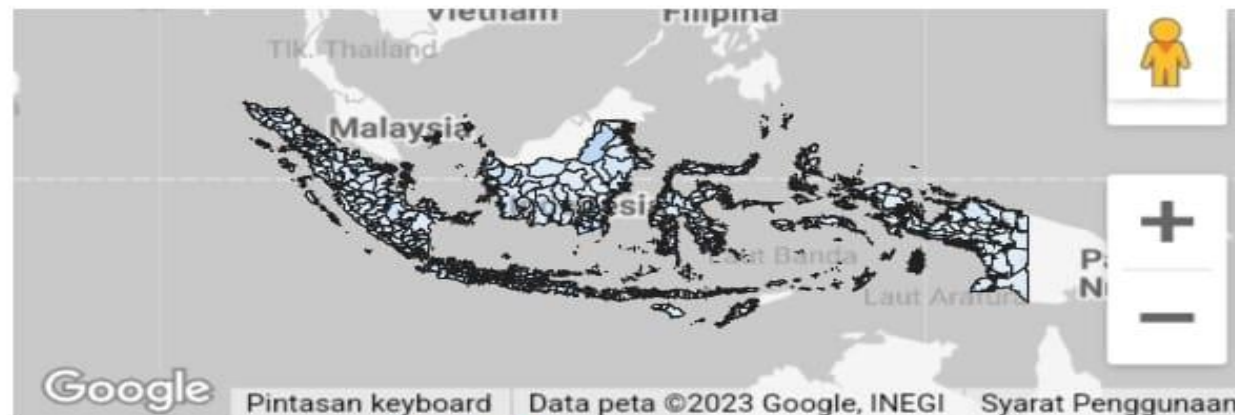 Vietnam
Filipina
Tlk. Thailand
Malaysia
Laut Banda
Laut Arafura
Google
Pintasan keyboard
Data peta ©2023 Google, INEGI
Syarat Penggunaan